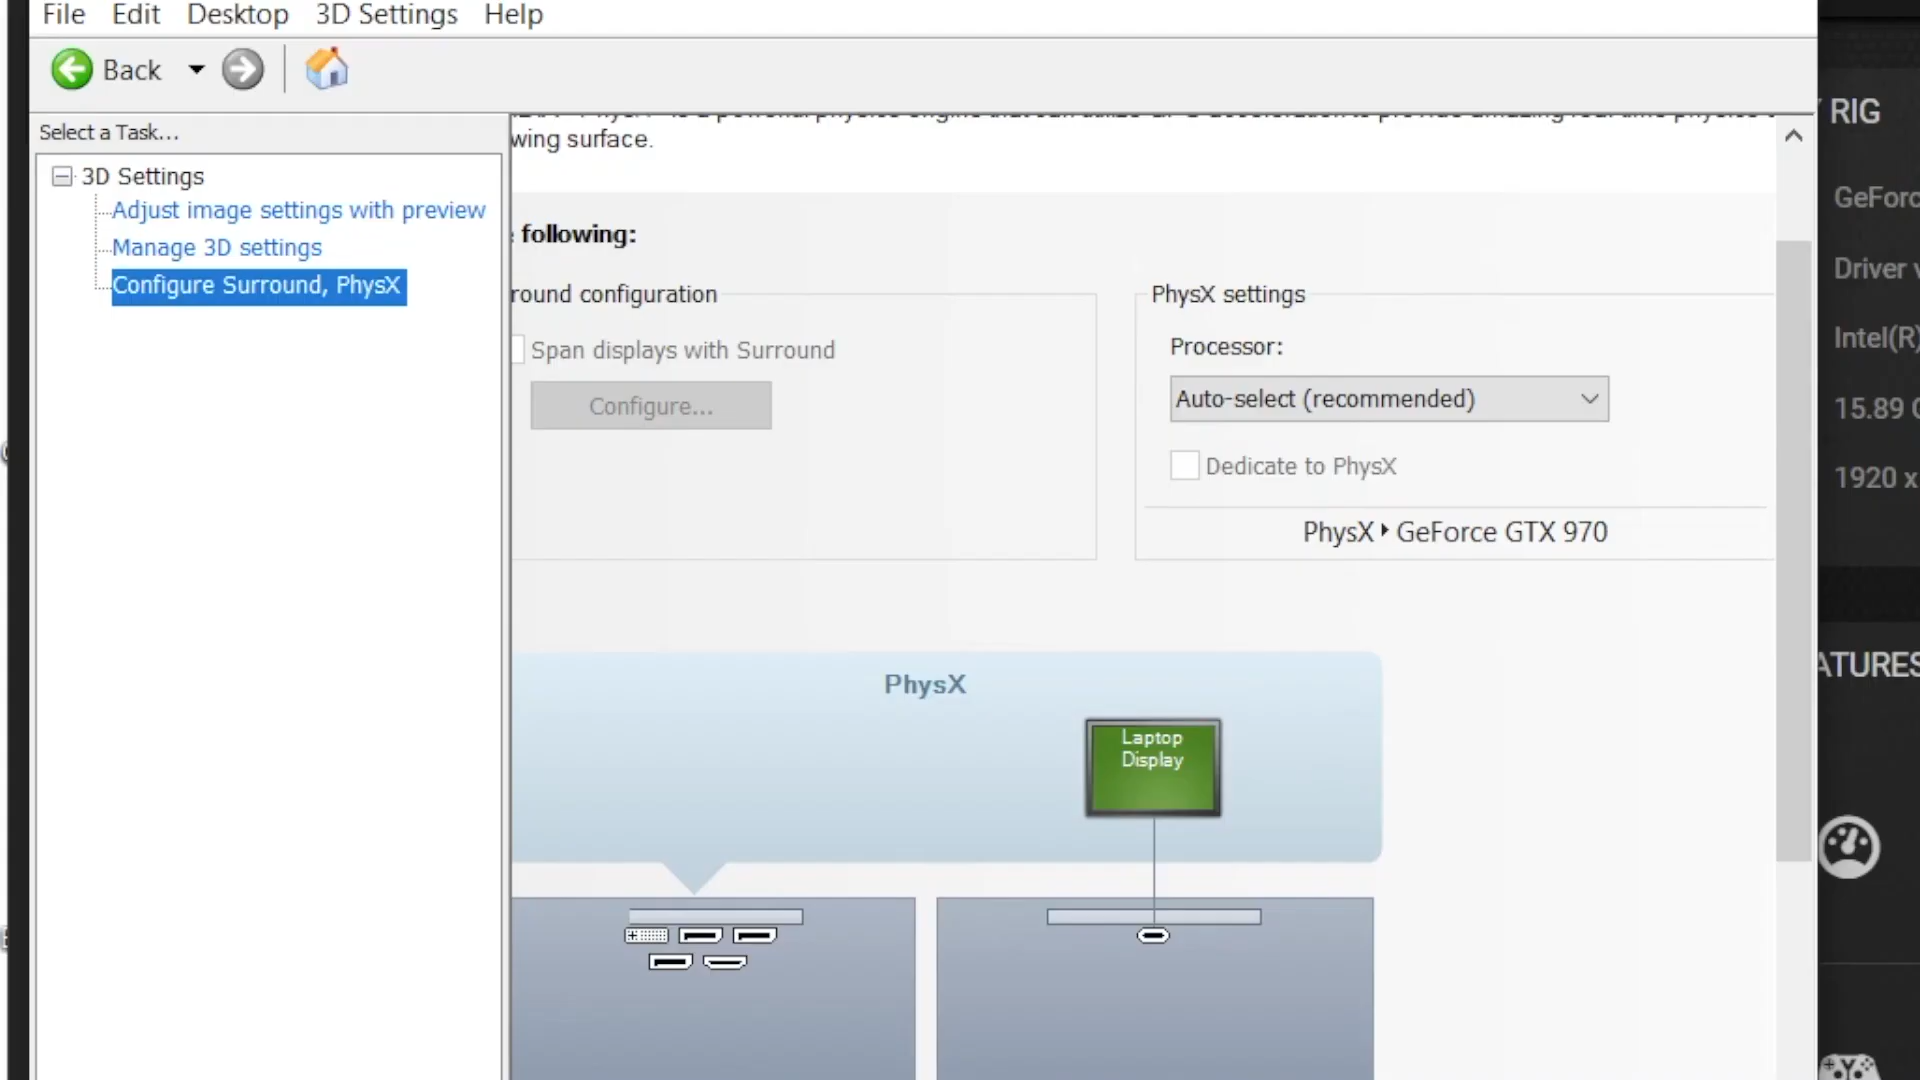 File Edit Desktop 3D Settings Help
Back
Select a Task...
3D Settings
Adjust image settings with preview
Manage 3D settings
Configure Surround, PhysX
wing surface.
following:
round configuration
Span displays with Surround
Configure...
PhysX settings
Processor:
Auto-select (recommended)
Dedicate to PhysX
PhysX GeForce GTX 970
PhysX
Laptop
Display
RIG
GeForc
Driver v
Intel(R)
15.89
1920 x
ATURES